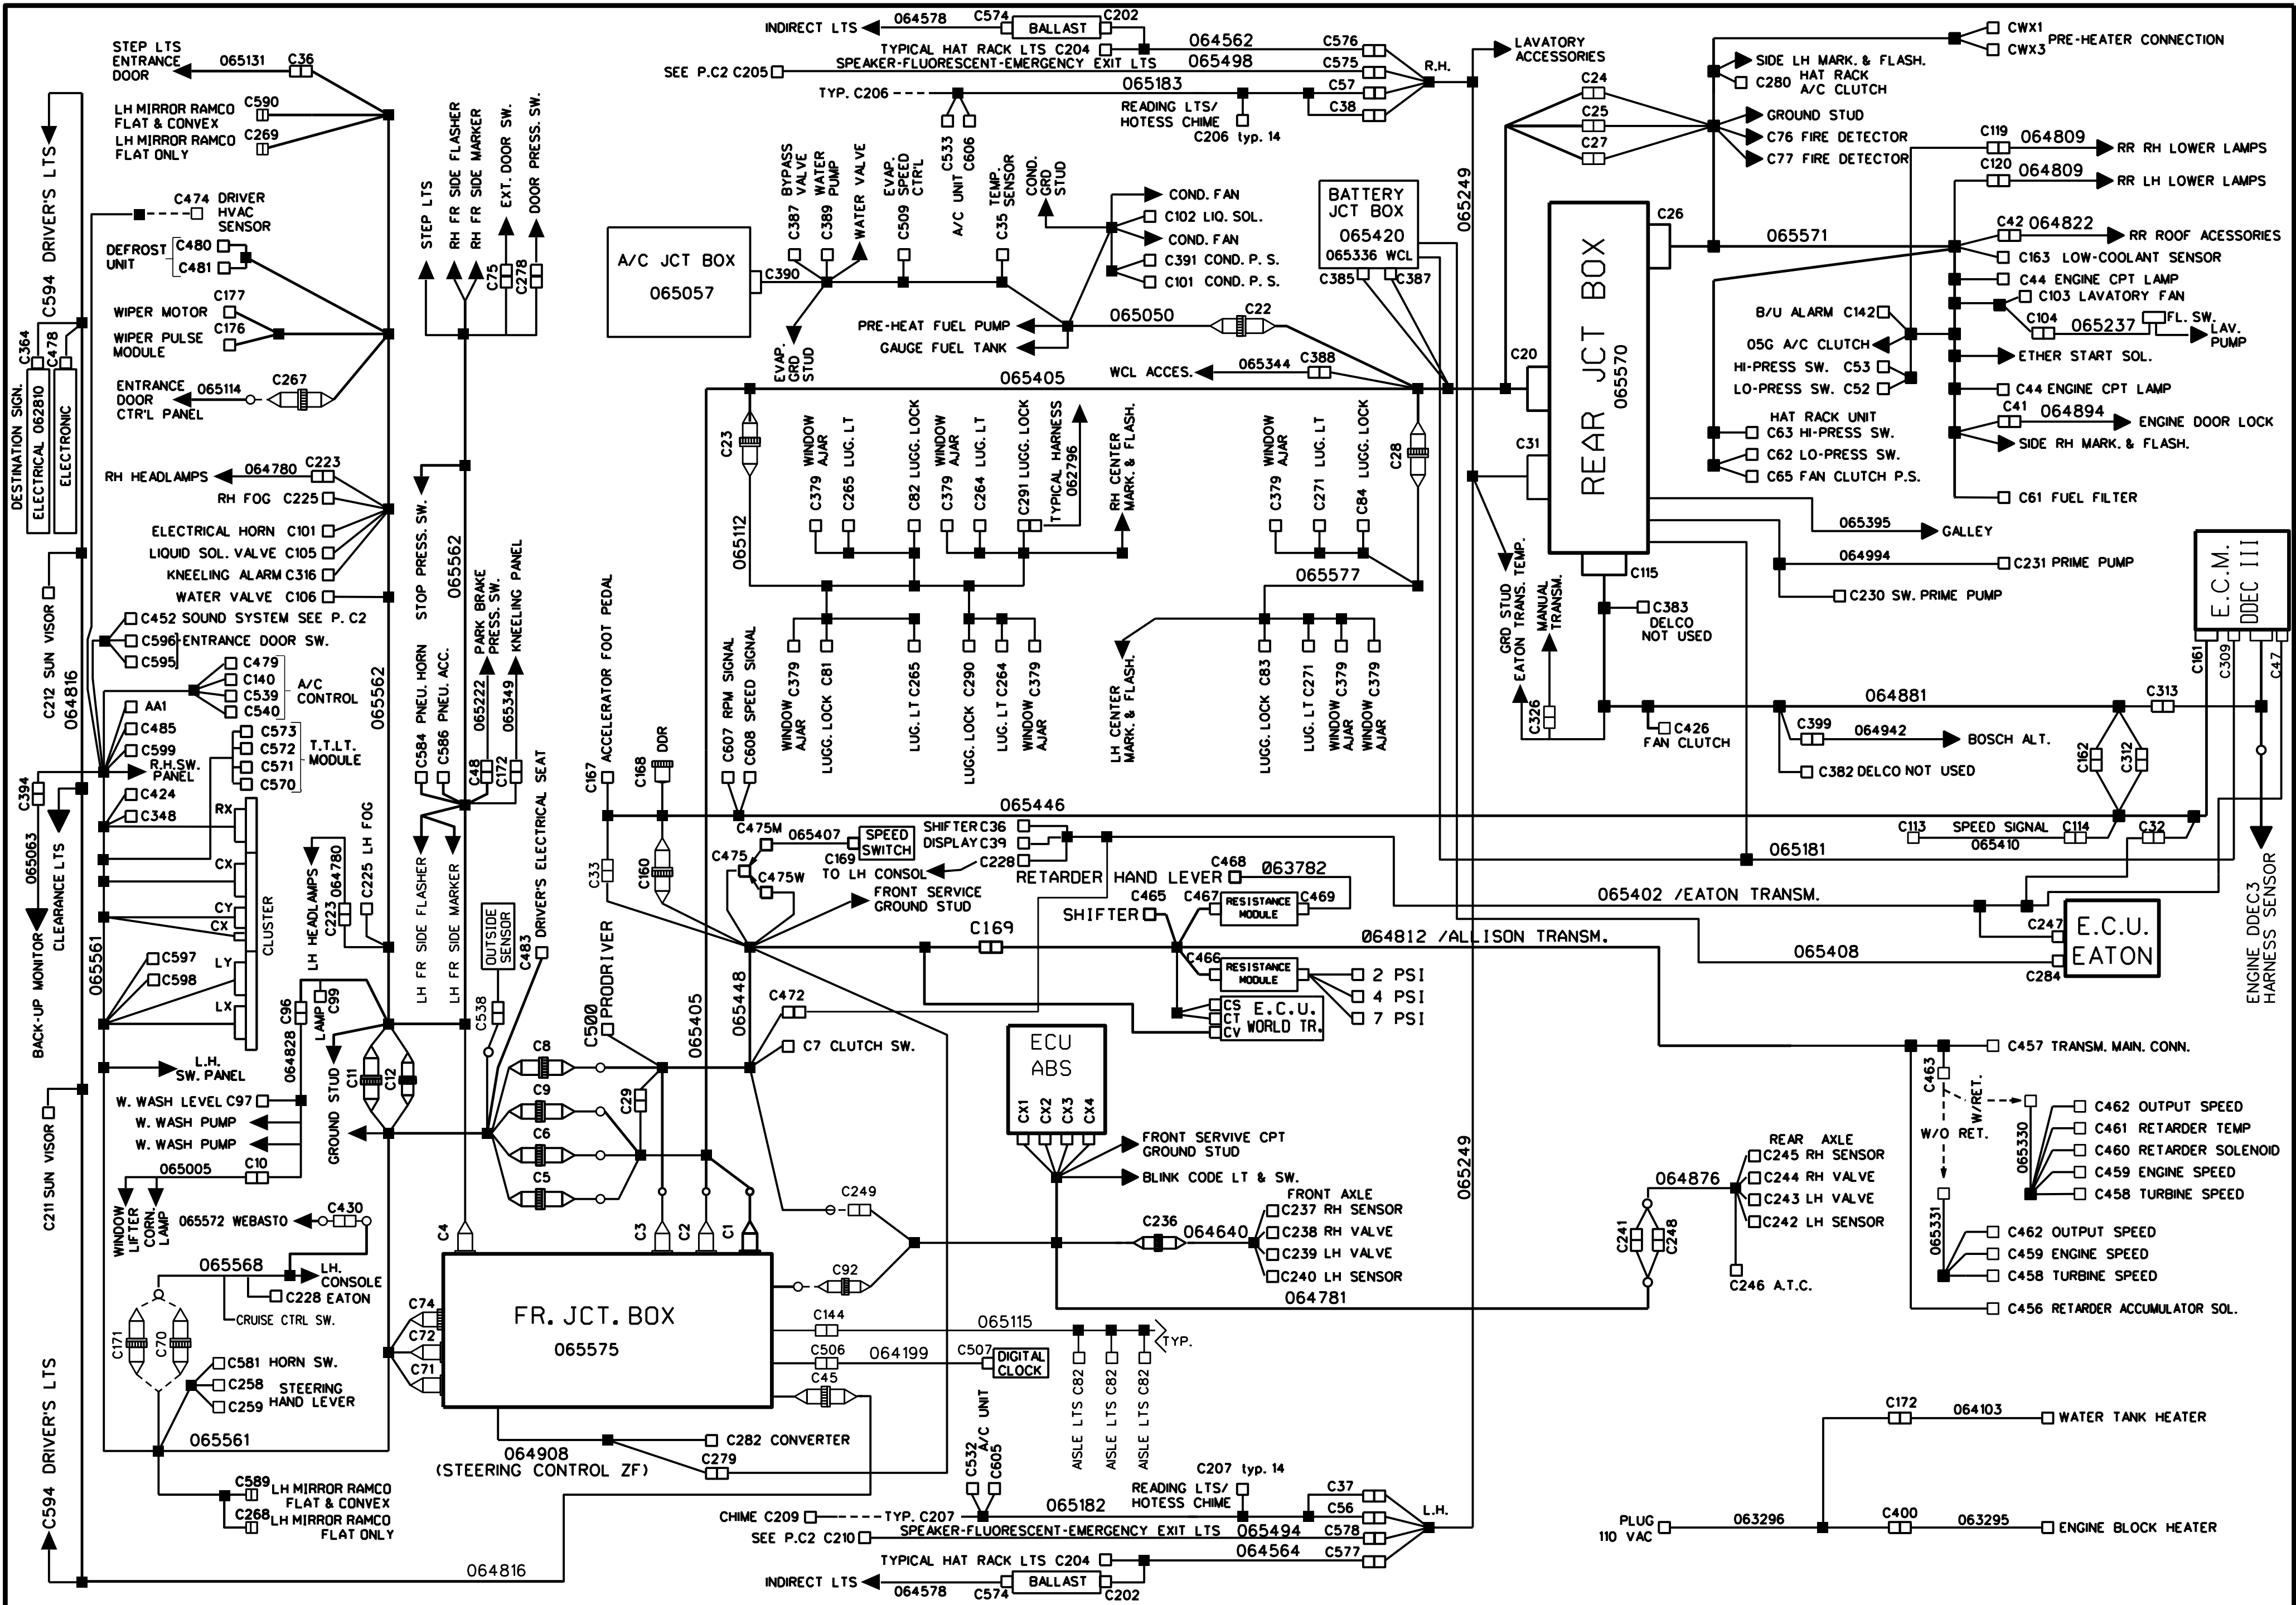 STEP LTS
ENTRANCE
DOOR
065131
C36
LH MIRROR RAMCO
FLAT & CONVEX
C590
LH MIRROR RAMCO
FLAT ONLY
C269
C594 DRIVER'S LTS
C474 DRIVER
HVAC
SENSOR
DEFROST
UNIT
C480
C481
WIPER MOTOR
C177
WIPER PULSE
MODULE
C176
ENTRANCE
DOOR
CTR'L PANEL
065114
C267
C364
C478
DESTINATION SIGN.
ELECTRICAL 062810
ELECTRONIC
RH HEADLAMPS
064780
C223
RH FOG C225
ELECTRICAL HORN C101
LIQUID SOL. VALVE C105
KNEELING ALARM C316
WATER VALVE C106
C212 SUN VISOR
064816
C452 SOUND SYSTEM SEE P. C2
C596
ENTRANCE DOOR SW.
C595
C479
C140
C539
C540
A/C
CONTROL
AA1
C485
C599
R.H.SW.
PANEL
C424
C348
C573
C572
C571
C570
T.T.LT.
MODULE
065562
C394
065063
BACK-UP MONITOR
CLEARANCE LTS
RX
CX
CY
CX
LY
LX
CLUSTER
C597
C598
065561
LH HEADLAMPS
064780
C223
C225 LH FOG
C96
LAMP C99
064828
L.H.
SW. PANEL
W. WASH LEVEL C97
W. WASH PUMP
W. WASH PUMP
065005
C10
GROUND STUD
C11
C12
C211 SUN VISOR
WINDOW
LIFTER
CORN.
LAMP
065572 WEBASTO
C430
065568
LH.
CONSOLE
C228 EATON
CRUISE CTRL SW.
C171
C70
C581 HORN SW.
C258
STEERING
HAND LEVER
C259
065561
C594 DRIVER'S LTS
C589
LH MIRROR RAMCO
FLAT & CONVEX
C268
LH MIRROR RAMCO
FLAT ONLY
064816
STEP LTS
RH FR SIDE FLASHER
RH FR SIDE MARKER
EXT. DOOR SW.
DOOR PRESS. SW.
C75
C278
STOP PRESS. SW.
065562
PARK BRAKE
PRESS. SW.
KNEELING PANEL
C584 PNEU. HORN
C586 PNEU. ACC.
065222
065349
C48
C172
LH FR SIDE FLASHER
LH FR SIDE MARKER
OUTSIDE
SENSOR
C538
C483
DRIVER'S ELECTRICAL SEAT
C8
C9
C6
C5
C500 PRODRIVER
C29
C4
C3
C2
C1
C74
C72
C71
FR. JCT. BOX
065575
C249
C92
C144
065115
C506
064199
C507
DIGITAL
CLOCK
C45
TYP.
AISLE LTS C82
AISLE LTS C82
AISLE LTS C82
C282 CONVERTER
C279
064908
(STEERING CONTROL ZF)
INDIRECT LTS
064578
C574
BALLAST
C202
TYPICAL HAT RACK LTS C204
064562
C576
SEE P.C2 C205
SPEAKER-FLUORESCENT-EMERGENCY EXIT LTS
065498
C575
065183
TYP. C206
C57
C38
READING LTS/
HOTESS CHIME
C206 typ. 14
C533
C606
A/C UNIT
R.H.
LAVATORY
ACCESSORIES
BYPASS
VALVE
C387
WATER
PUMP
C389
WATER VALVE
EVAP.
SPEED
CTR'L
C509
TEMP.
SENSOR
C35
COND.
GRD
STUD
A/C JCT BOX
065057
C390
EVAP.
GRD
STUD
COND. FAN
C102 LIQ. SOL.
COND. FAN
C391 COND. P. S.
C101 COND. P. S.
PRE-HEAT FUEL PUMP
GAUGE FUEL TANK
065050
C22
WCL ACCES.
065344
C388
BATTERY
JCT BOX
065420
065336 WCL
C385
C387
065249
065405
C23
065112
WINDOW
AJAR
C379
C265 LUG. LT
C82 LUGG. LOCK
WINDOW
AJAR
C379
C264 LUG. LT
C291 LUGG. LOCK
TYPICAL HARNESS
062796
RH CENTER
MARK. & FLASH.
WINDOW
AJAR
C379
C271 LUG. LT
C84 LUGG. LOCK
C28
065577
WINDOW C379
AJAR
LUGG. LOCK C81
LUG. LT C265
LUGG. LOCK C290
LUG. LT C264
WINDOW C379
AJAR
LH CENTER
MARK. & FLASH.
LUGG. LOCK C83
LUG. LT C271
WINDOW C379
AJAR
WINDOW C379
AJAR
C167 ACCELERATOR FOOT PEDAL
C168 DDR
C607 RPM SIGNAL
C608 SPEED SIGNAL
065446
C33
C160
C475M
065407
SPEED
SWITCH
C475
C475W
C169
TO LH CONSOL
SHIFTER C36
DISPLAY C39
C228
FRONT SERVICE
GROUND STUD
RETARDER HAND LEVER
C468
063782
C465
SHIFTER
C467
RESISTANCE
MODULE
C469
C169
064812 /ALLISON TRANSM.
C466
RESISTANCE
MODULE
2 PSI
4 PSI
7 PSI
CS
CT
CV
E.C.U.
WORLD TR.
065405
065448
C472
C7 CLUTCH SW.
ECU
ABS
CX1
CX2
CX3
CX4
FRONT SERVIVE CPT
GROUND STUD
BLINK CODE LT & SW.
C236
064640
FRONT AXLE
C237 RH SENSOR
C238 RH VALVE
C239 LH VALVE
C240 LH SENSOR
064781
065249
C241
C248
064876
REAR AXLE
C245 RH SENSOR
C244 RH VALVE
C243 LH VALVE
C242 LH SENSOR
C246 A.T.C.
C532
A/C UNIT
C605
CHIME C209
TYP. C207
065182
READING LTS/
HOTESS CHIME
C207 typ. 14
C37
C56
SEE P.C2 C210
SPEAKER-FLUORESCENT-EMERGENCY EXIT LTS
065494
C578
TYPICAL HAT RACK LTS C204
064564
C577
INDIRECT LTS
064578
C574
BALLAST
C202
L.H.
C24
C25
C27
CWX1
CWX3
PRE-HEATER CONNECTION
SIDE LH MARK. & FLASH.
C280 HAT RACK
A/C CLUTCH
GROUND STUD
C76 FIRE DETECTOR
C77 FIRE DETECTOR
C119
064809
RR RH LOWER LAMPS
C120
064809
RR LH LOWER LAMPS
C26
065571
C42 064822
RR ROOF ACESSORIES
C163 LOW-COOLANT SENSOR
C44 ENGINE CPT LAMP
C103 LAVATORY FAN
C104
065237
FL. SW.
LAV.
PUMP
B/U ALARM C142
05G A/C CLUTCH
HI-PRESS SW. C53
LO-PRESS SW. C52
ETHER START SOL.
C44 ENGINE CPT LAMP
C41
064894
ENGINE DOOR LOCK
SIDE RH MARK. & FLASH.
HAT RACK UNIT
C63 HI-PRESS SW.
C62 LO-PRESS SW.
C65 FAN CLUTCH P.S.
C61 FUEL FILTER
REAR JCT BOX
065570
C20
C31
C115
065395
GALLEY
064994
C231 PRIME PUMP
C230 SW. PRIME PUMP
C383
DELCO
NOT USED
E.C.M.
DDEC III
C161
C309
C47
GRD STUD
EATON TRANS. TEMP.
MANUAL
TRANSM.
C326
064881
C313
C426
FAN CLUTCH
C399
064942
BOSCH ALT.
C382 DELCO NOT USED
C162
C312
C113
SPEED SIGNAL
C114
065410
C32
065181
065402 /EATON TRANSM.
C247
E.C.U.
EATON
C284
065408
ENGINE DDEC3
HARNESS SENSOR
C457 TRANSM. MAIN. CONN.
C463
W/RET.
W/O RET.
065330
C462 OUTPUT SPEED
C461 RETARDER TEMP
C460 RETARDER SOLENOID
C459 ENGINE SPEED
C458 TURBINE SPEED
065331
C462 OUTPUT SPEED
C459 ENGINE SPEED
C458 TURBINE SPEED
C456 RETARDER ACCUMULATOR SOL.
C172
064103
WATER TANK HEATER
PLUG
110 VAC
063296
C400
063295
ENGINE BLOCK HEATER